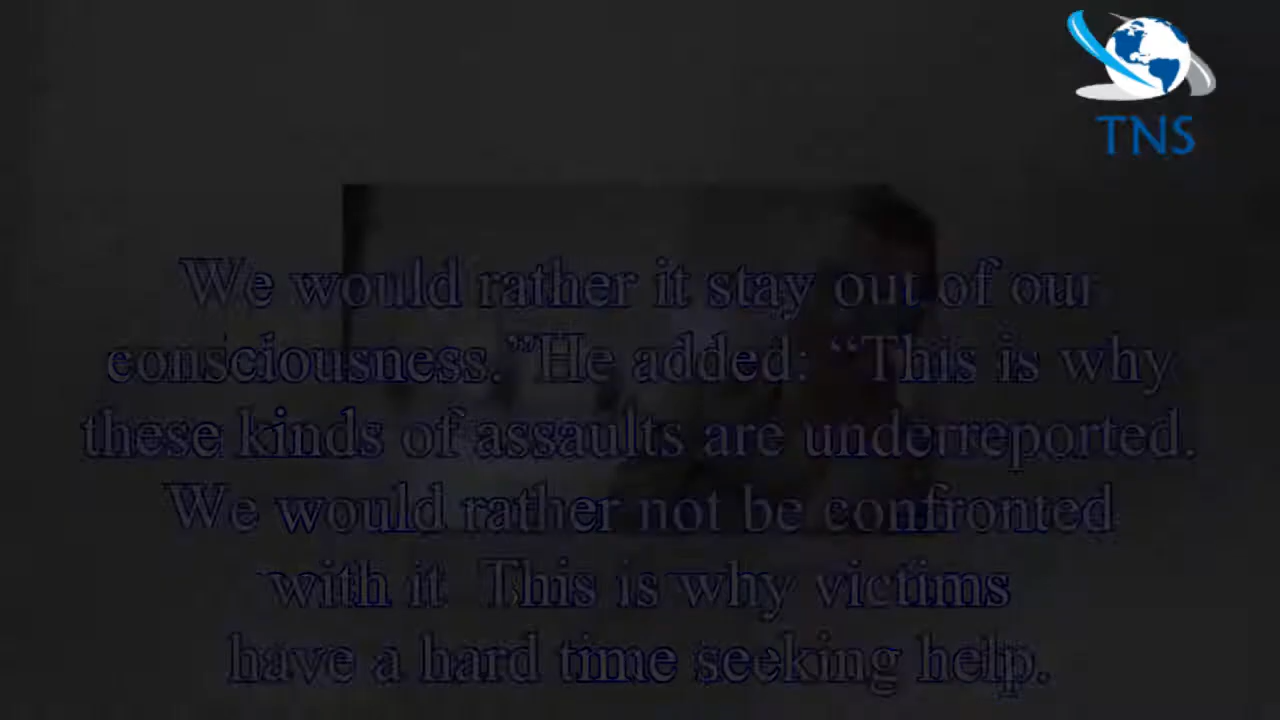 TNS
We would rather it stay out of our
consciousness.”He added: “This is why
these kinds of assaults are underreported.
We would rather not be confronted
with it. This is why victims
have a hard time seeking help.